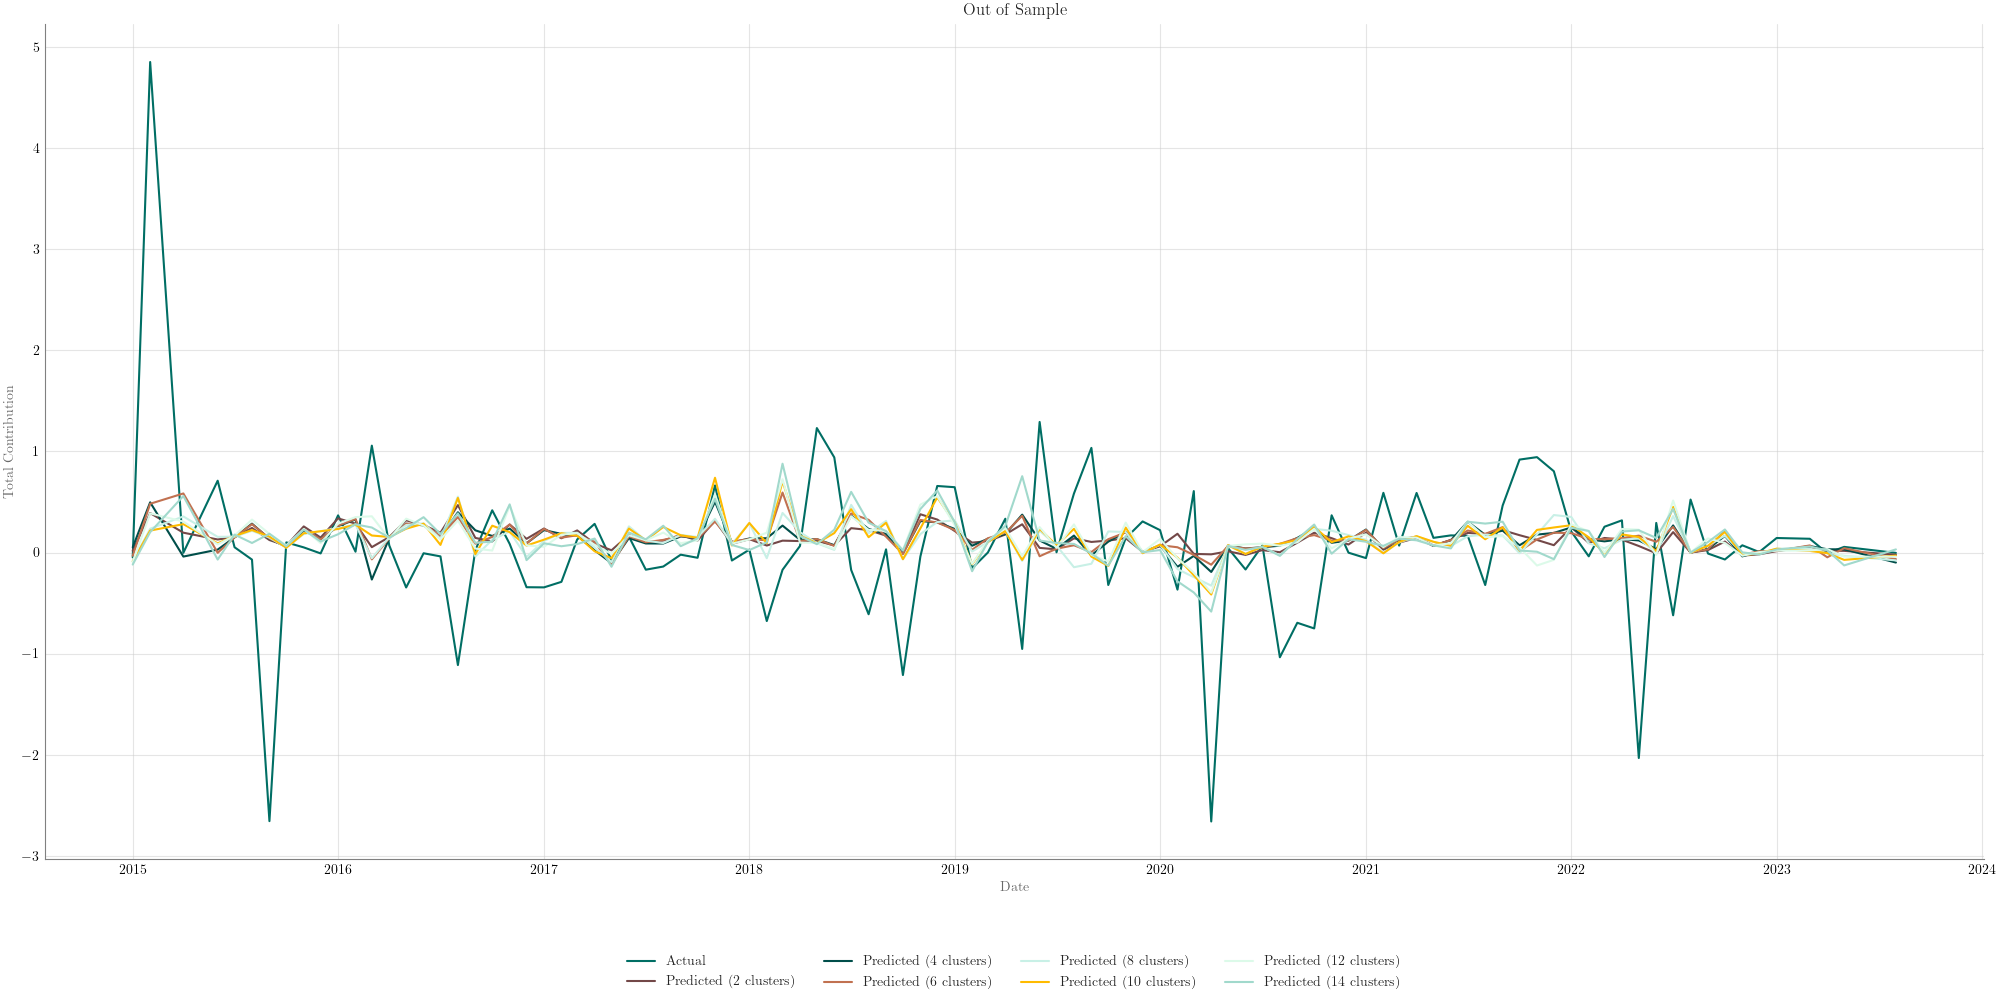 Out of Sample
5
4
3
2
1
0
−1
−2
−3
Total Contribution
2015 2016 2017 2018 2019 2020 2021 2022 2023 2024
Date
Actual Predicted (4 clusters) Predicted (8 clusters) Predicted (12 clusters)
Predicted (2 clusters) Predicted (6 clusters) Predicted (10 clusters) Predicted (14 clusters)